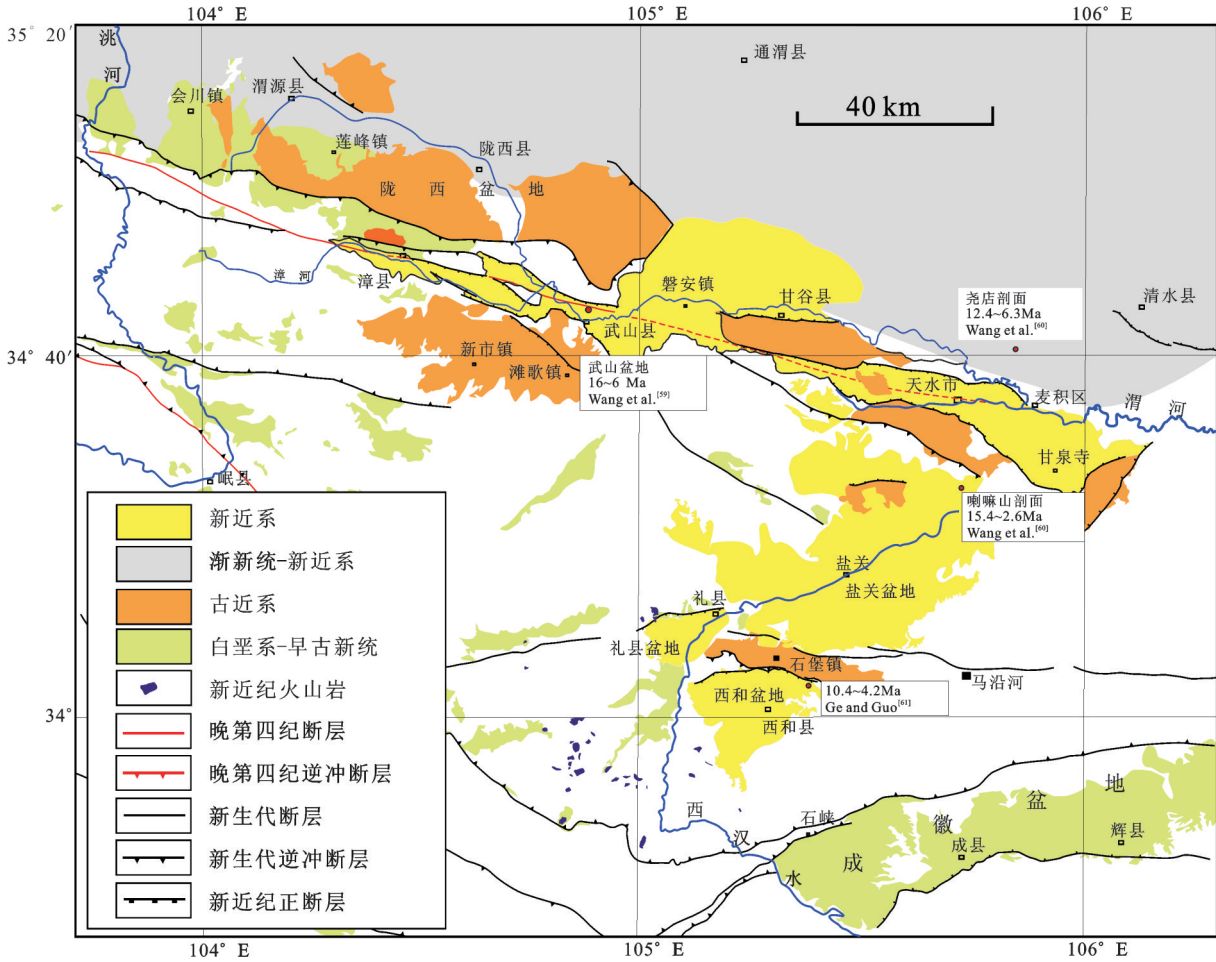 104° E
105° E
106° E
35° 20′
洮
河
会川镇
渭源县
莲峰镇
陇西县
通渭县
40 km
陇 西 盆 地
漳 河
漳县
磐安镇
甘谷县
武山县
尧店剖面
12.4~6.3Ma
Wang et al.[60]
清水县
34° 40′
新市镇
滩歌镇
武山盆地
16~6 Ma
Wang et al.[59]
天水市
麦积区
渭 河
甘泉寺
岷县
喇嘛山剖面
15.4~2.6Ma
Wang et al.[60]
盐关
盐关盆地
礼县
礼县盆地
石堡镇
马沿河
西和盆地
西和县
10.4~4.2Ma
Ge and Guo[61]
34°
西
汉
水
石峡
成
徽
盆
地
成县
辉县
新近系
渐新统-新近系
古近系
白垩系-早古新统
新近纪火山岩
晚第四纪断层
晚第四纪逆冲断层
新生代断层
新生代逆冲断层
新近纪正断层
104° E
105° E
106° E